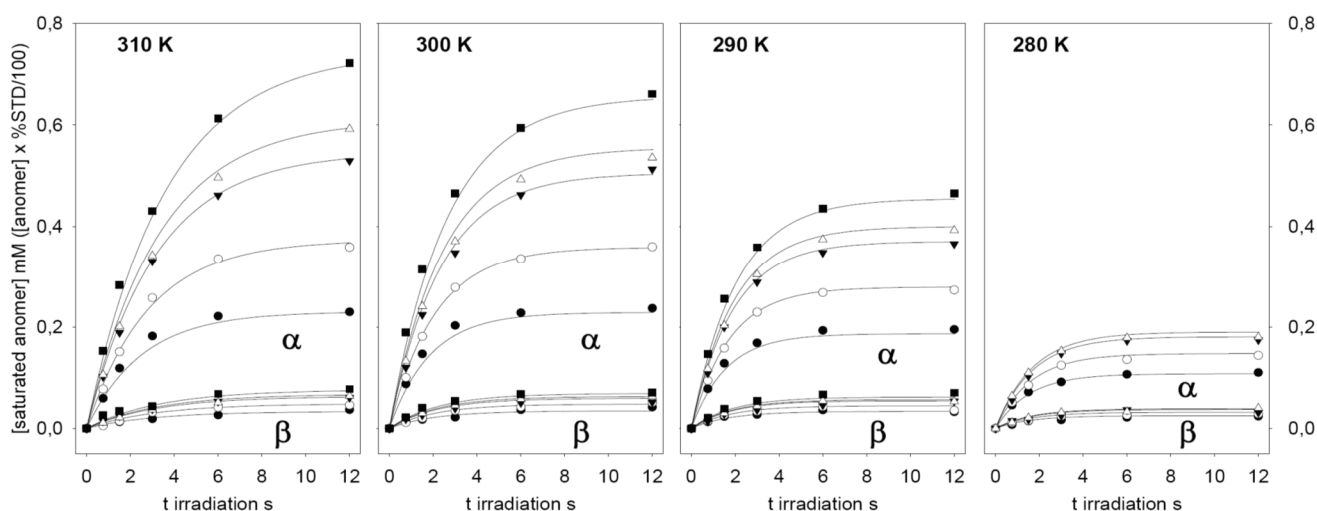 [saturated anomer] mM ([anomer] x %STD/100)
0,8
0,6
0,4
0,2
0,0
310 K
α
β
0 2 4 6 8 10 12
t irradiation s
300 K
α
β
0 2 4 6 8 10 12
t irradiation s
290 K
α
β
0 2 4 6 8 10 12
t irradiation s
280 K
α
β
0 2 4 6 8 10 12
t irradiation s
0,8
0,6
0,4
0,2
0,0